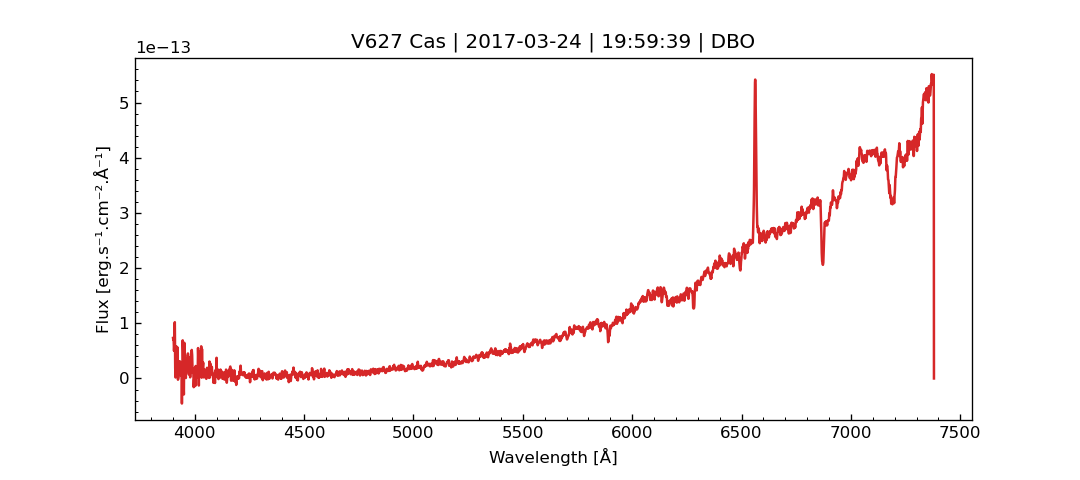 V627 Cas | 2017-03-24 | 19:59:39 | DBO
1e−13
5
4
3
2
1
0
Flux [erg.s⁻¹.cm⁻².Å⁻¹]
4000 4500 5000 5500 6000 6500 7000 7500
Wavelength [Å]